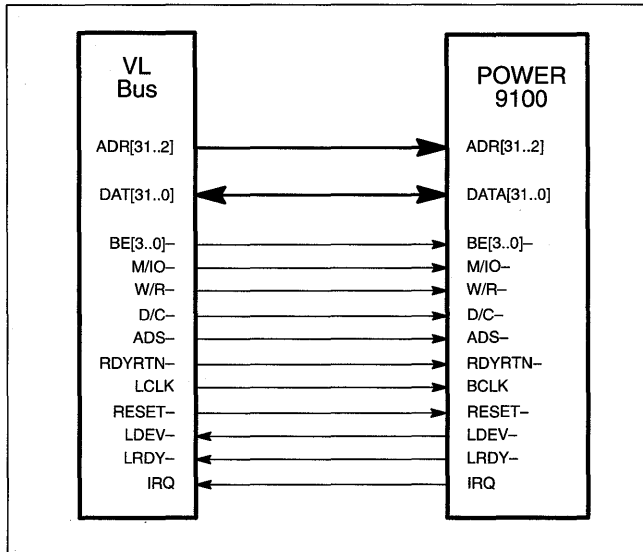 VL
Bus
POWER
9100
ADR[31..2] ADR[31..2]
DAT[31..0] DATA[31..0]
BE[3..0]– BE[3..0]–
M/IO– M/IO–
W/R– W/R–
D/C– D/C–
ADS– ADS–
RDYRTN– RDYRTN–
LCLK BCLK
RESET– RESET–
LDEV– LDEV–
LRDY– LRDY–
IRQ IRQ